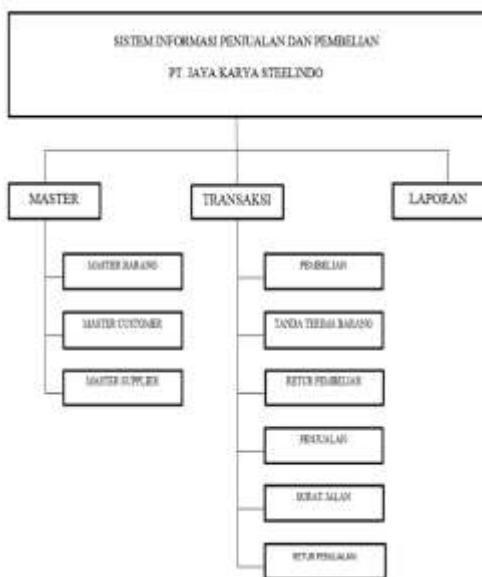 SISTEM INFORMASI PENJUALAN DAN PEMBELIAN
PT. JAYA KARYA STEELINDO
MASTER
TRANSAKSI
LAPORAN
MASTER BARANG
MASTER CUSTOMER
MASTER SUPPLIER
PEMBELIAN
TANDA TERIMA BARANG
RETUR PEMBELIAN
PENJUALAN
SURAT JALAN
RETUR PENJUALAN